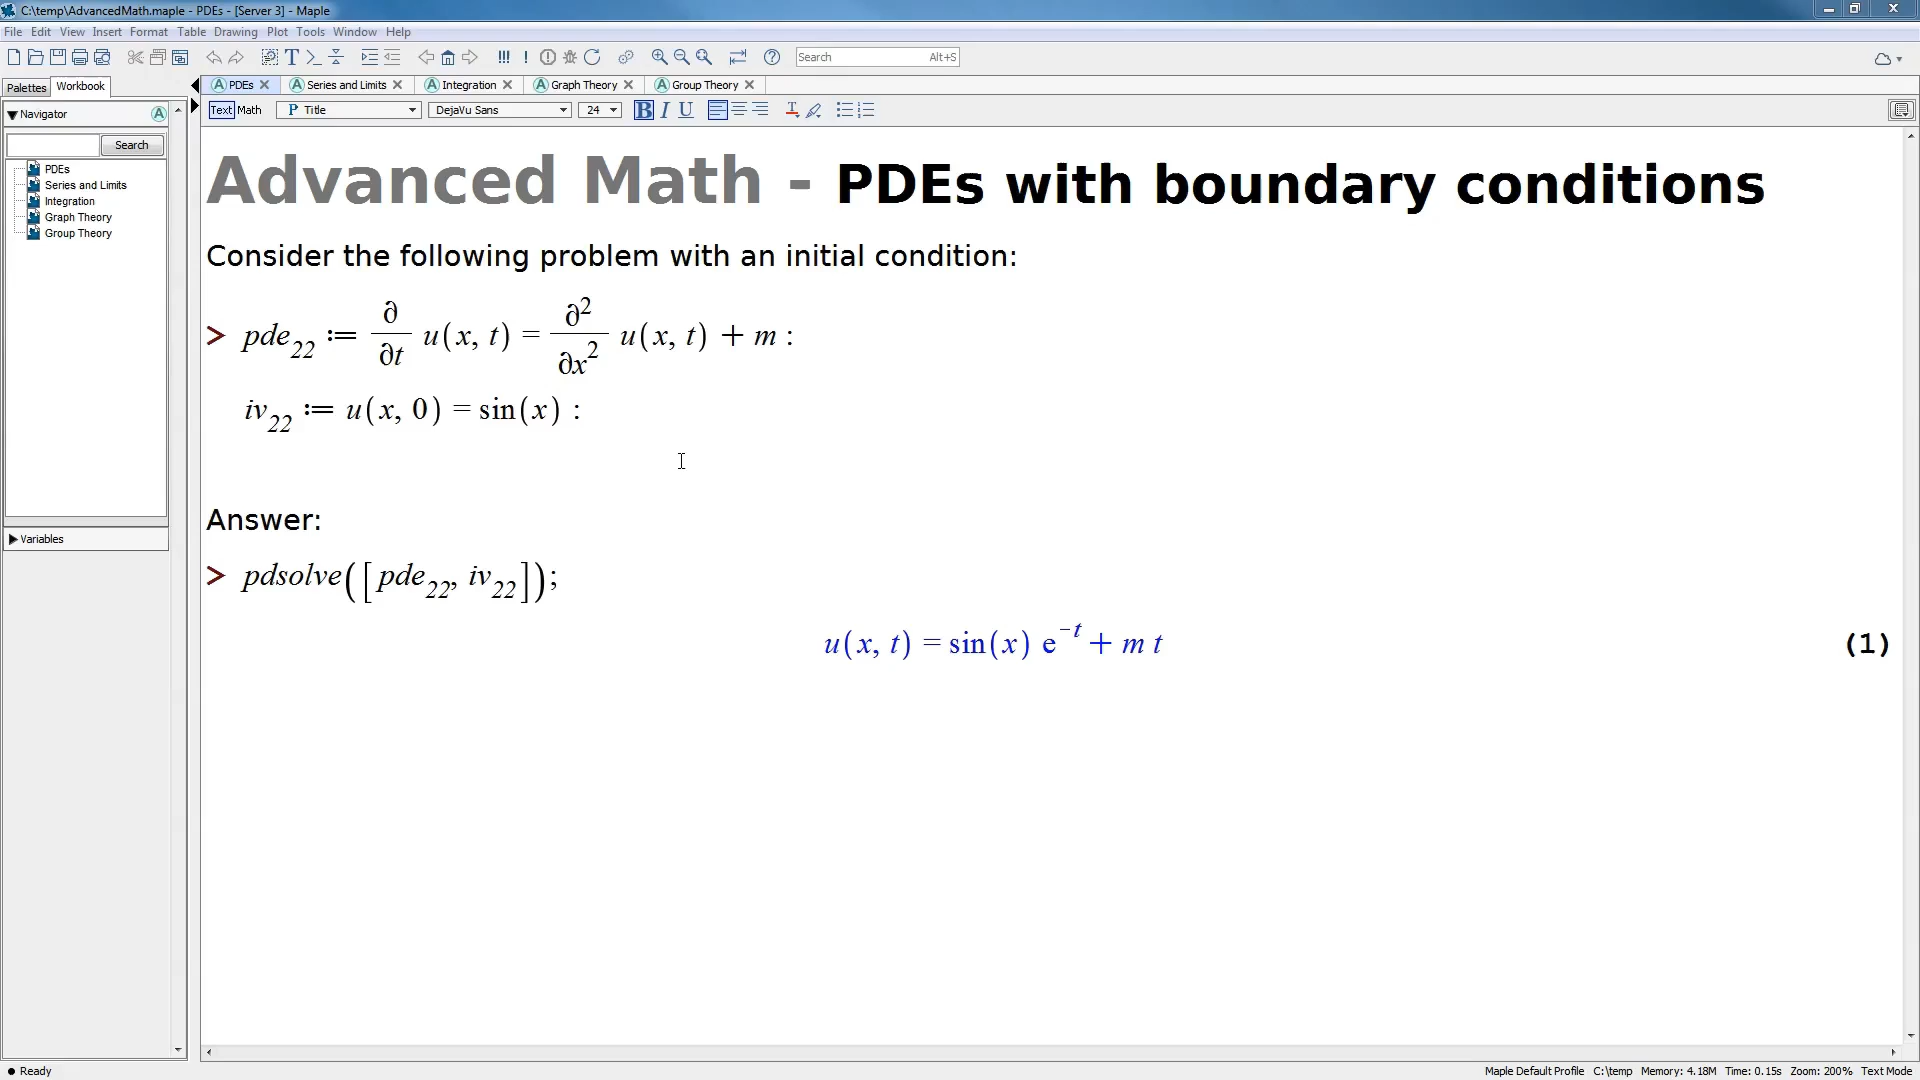 C:\temp\AdvancedMath.maple - PDEs - [Server 3] - Maple
File Edit View Insert Format Table Drawing Plot Tools Window Help
Search Alt+S
Palettes Workbook
PDEs Series and Limits Integration Graph Theory Group Theory
Text Math P Title DejaVu Sans 24 B I U
Navigator
Search
PDEs
Series and Limits
Integration
Graph Theory
Group Theory
Variables
Advanced Math - PDEs with boundary conditions
Consider the following problem with an initial condition:
> pde₂₂ := ∂/∂t u(x, t) = ∂²/∂x² u(x, t) + m :
iv₂₂ := u(x, 0) = sin(x) :
Answer:
> pdsolve([pde₂₂, iv₂₂]);
u(x, t) = sin(x) e^(-t) + m t (1)
Ready
Maple Default Profile C:\temp Memory: 4.18M Time: 0.15s Zoom: 200% Text Mode